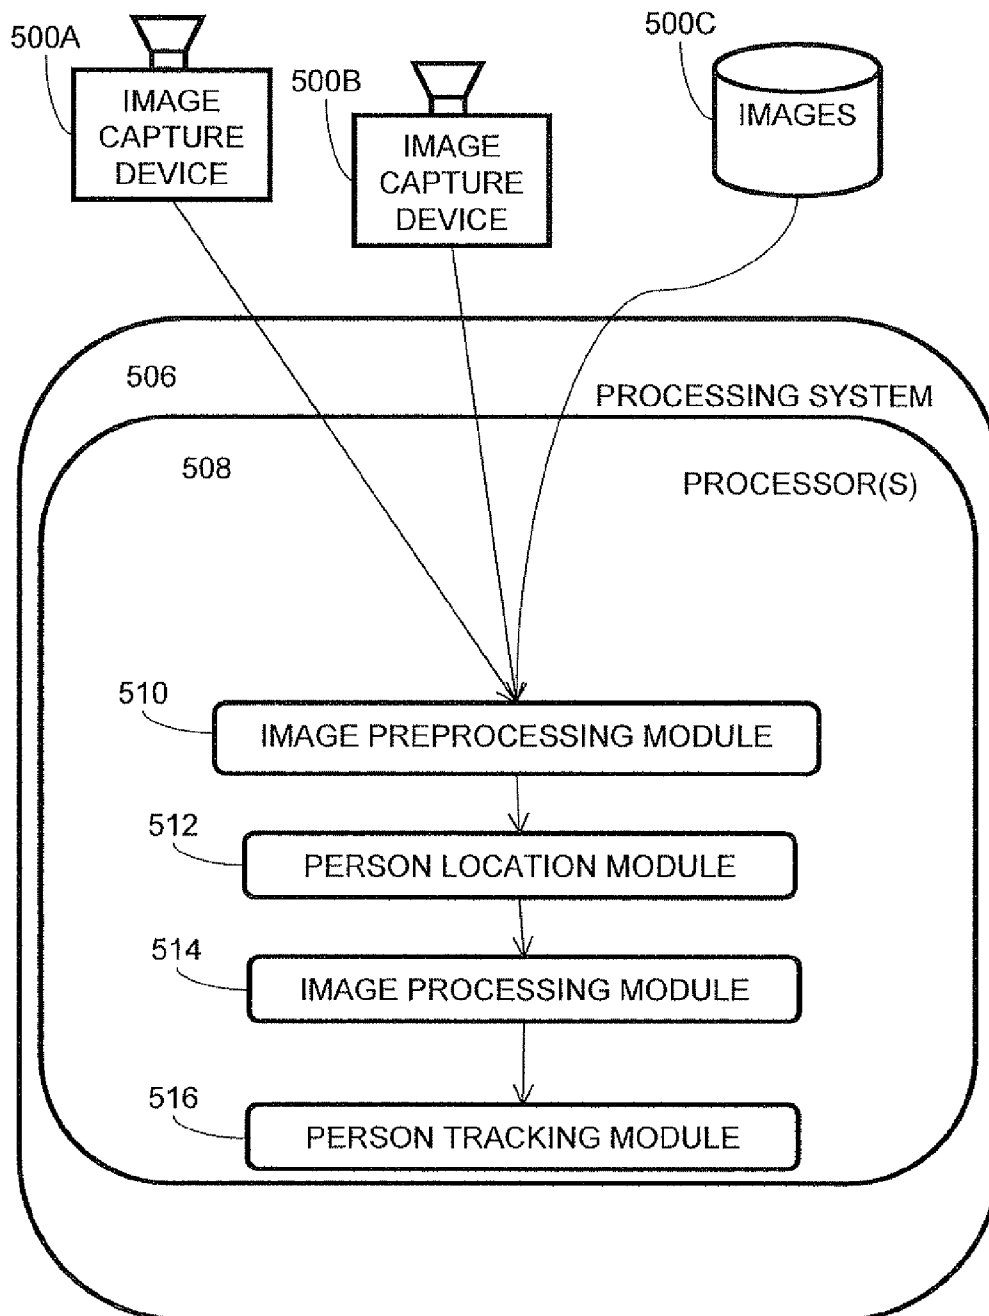 500A
IMAGE
CAPTURE
DEVICE
500B
IMAGE
CAPTURE
DEVICE
500C
IMAGES
506
PROCESSING SYSTEM
508
PROCESSOR(S)
510
IMAGE PREPROCESSING MODULE
512
PERSON LOCATION MODULE
514
IMAGE PROCESSING MODULE
516
PERSON TRACKING MODULE